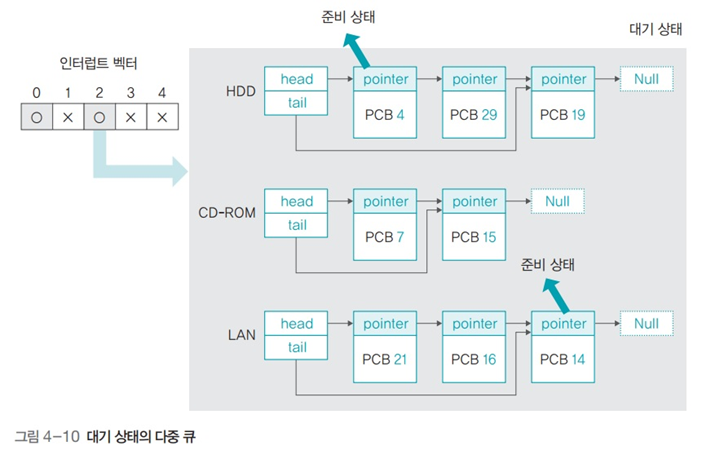 준비 상태
대기 상태
인터럽트 벡터
0 1 2 3 4
○ × ○ × ×
HDD
head
tail
pointer
PCB 4
pointer
PCB 29
pointer
PCB 19
Null
CD-ROM
head
tail
pointer
PCB 7
pointer
PCB 15
Null
준비 상태
LAN
head
tail
pointer
PCB 21
pointer
PCB 16
pointer
PCB 14
Null
그림 4-10 대기 상태의 다중 큐